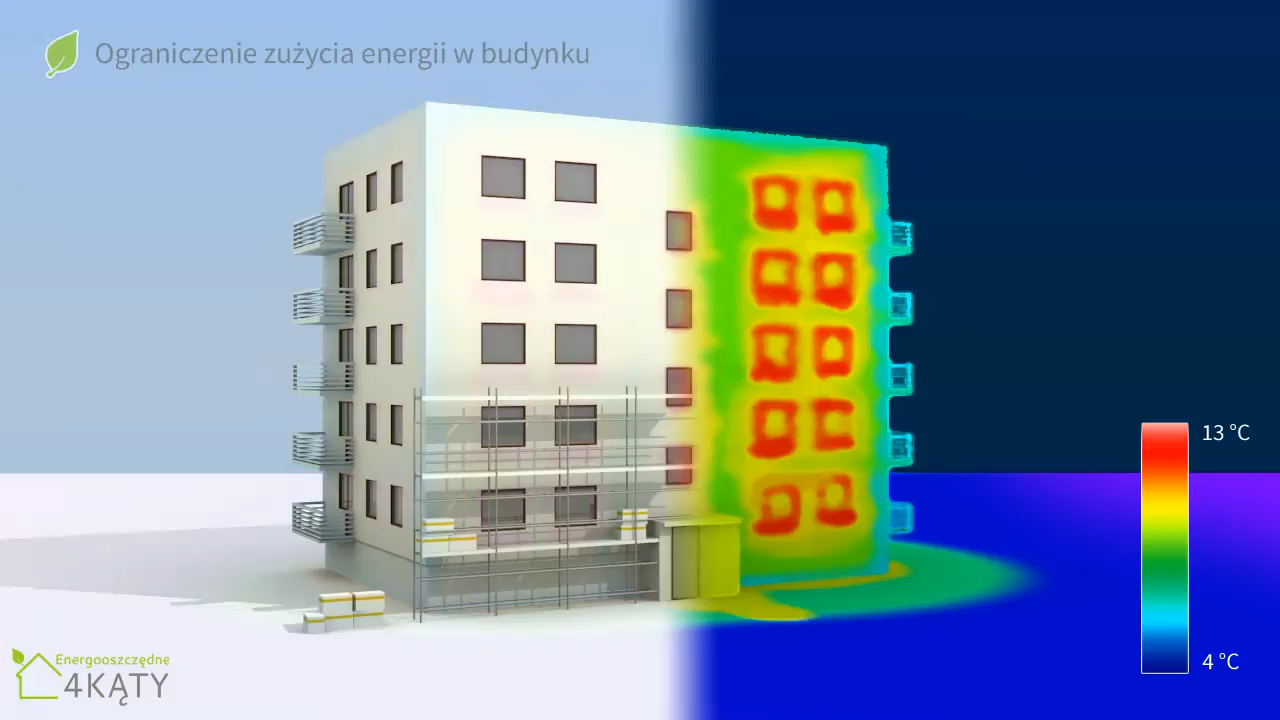 Ograniczenie zużycia energii w budynku
13 °C
4 °C
Energooszczędne
4KĄTY